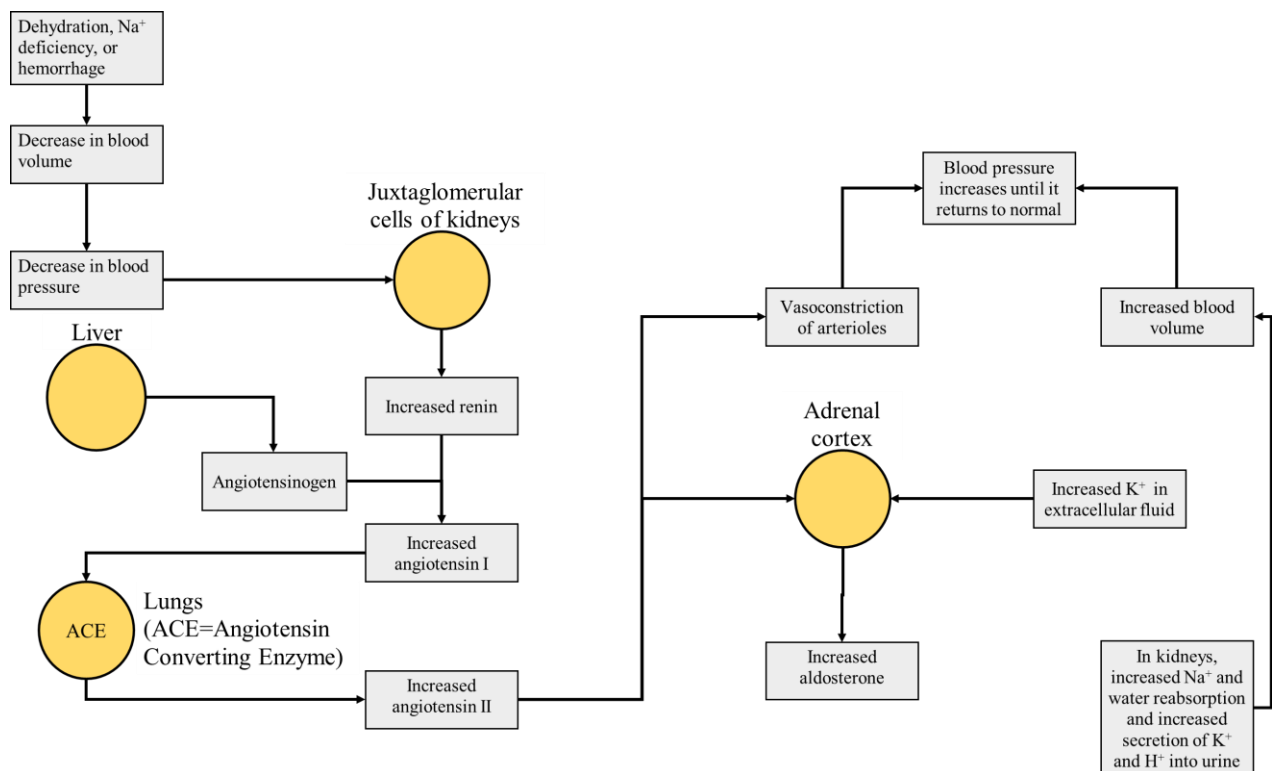 Dehydration, Na⁺
deficiency, or
hemorrhage
Decrease in blood
volume
Decrease in blood
pressure
Juxtaglomerular
cells of kidneys
Liver
Increased renin
Angiotensinogen
Increased
angiotensin I
ACE
Lungs
(ACE=Angiotensin
Converting Enzyme)
Increased
angiotensin II
Blood pressure
increases until it
returns to normal
Vasoconstriction
of arterioles
Increased blood
volume
Adrenal
cortex
Increased K⁺ in
extracellular fluid
Increased
aldosterone
In kidneys,
increased Na⁺ and
water reabsorption
and increased
secretion of K⁺
and H⁺ into urine